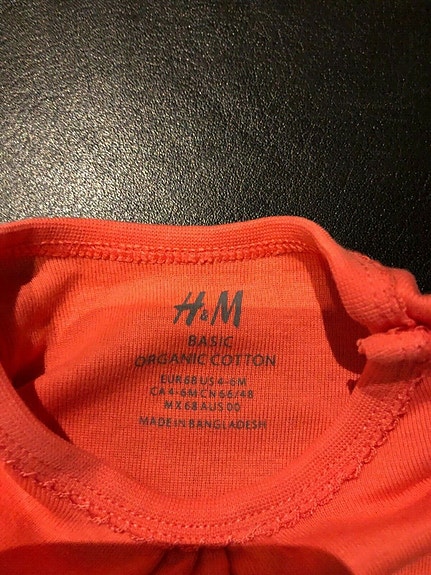 H&M
BASIC
ORGANIC COTTON
EUR 68 US 4-6M
CA 4-6M CN 66/48
MX 68 AUS 00
MADE IN BANGLADESH